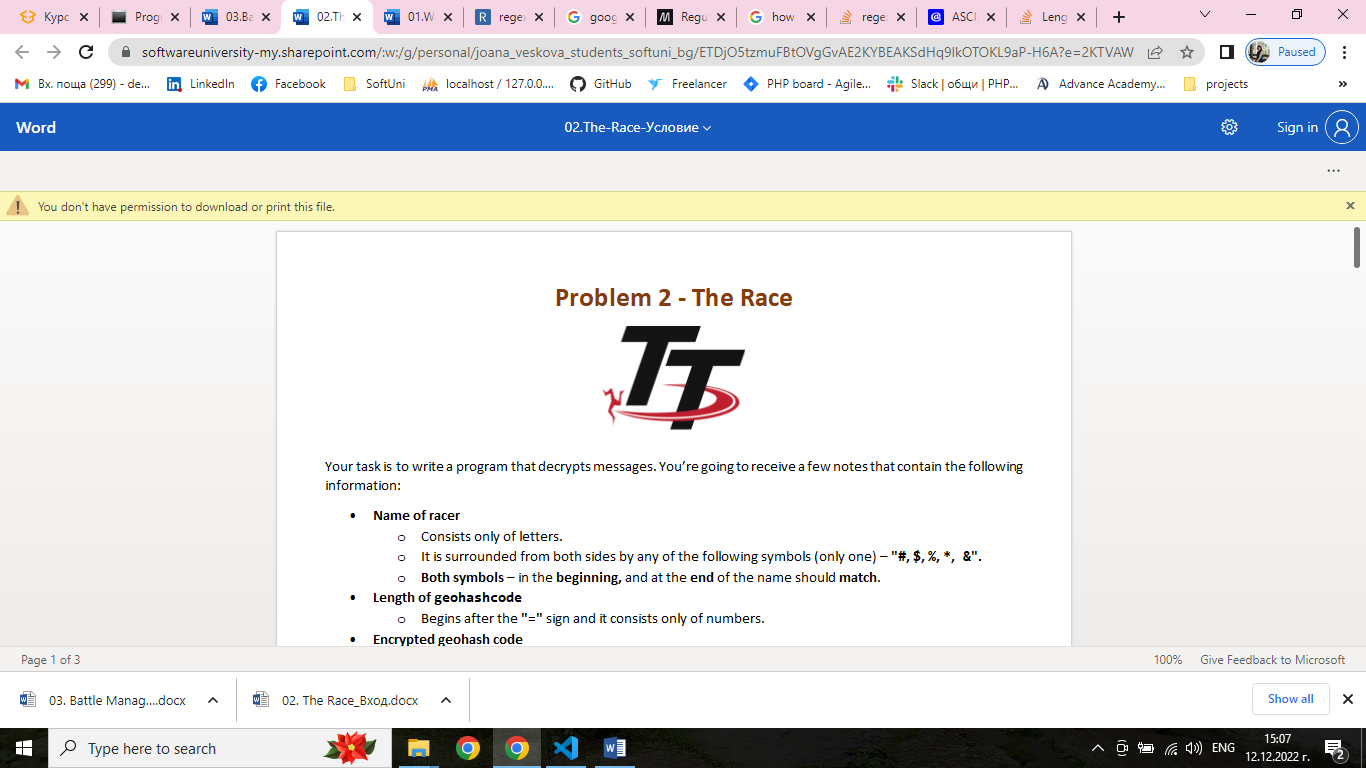 Курс
Progr
03.Ba
02.Th
01.W
rege
goog
Regu
how
rege
ASCI
Leng
softwareuniversity-my.sharepoint.com/:w:/g/personal/joana_veskova_students_softuni_bg/ETDjO5tzmuFBtOVgGvAE2KYBEAKSdHq9IkOTOKL9aP-H6A?e=2KTVAW
Paused
Вх. поща (299) - de...
LinkedIn
Facebook
SoftUni
localhost / 127.0.0....
GitHub
Freelancer
PHP board - Agile...
Slack | общи | PHP...
Advance Academy...
projects
»
Word
02.The-Race-Условие
Sign in
...
You don't have permission to download or print this file.
Problem 2 - The Race
TT
Your task is to write a program that decrypts messages. You're going to receive a few notes that contain the following
information:
• Name of racer
o Consists only of letters.
o It is surrounded from both sides by any of the following symbols (only one) – "#, $, %, *, &".
o Both symbols – in the beginning, and at the end of the name should match.
• Length of geohashcode
o Begins after the "=" sign and it consists only of numbers.
• Encrypted geohash code
Page 1 of 3
100%
Give Feedback to Microsoft
03. Battle Manag....docx
02. The Race_Вход.docx
Show all
Type here to search
ENG
15:07
12.12.2022 г.
2